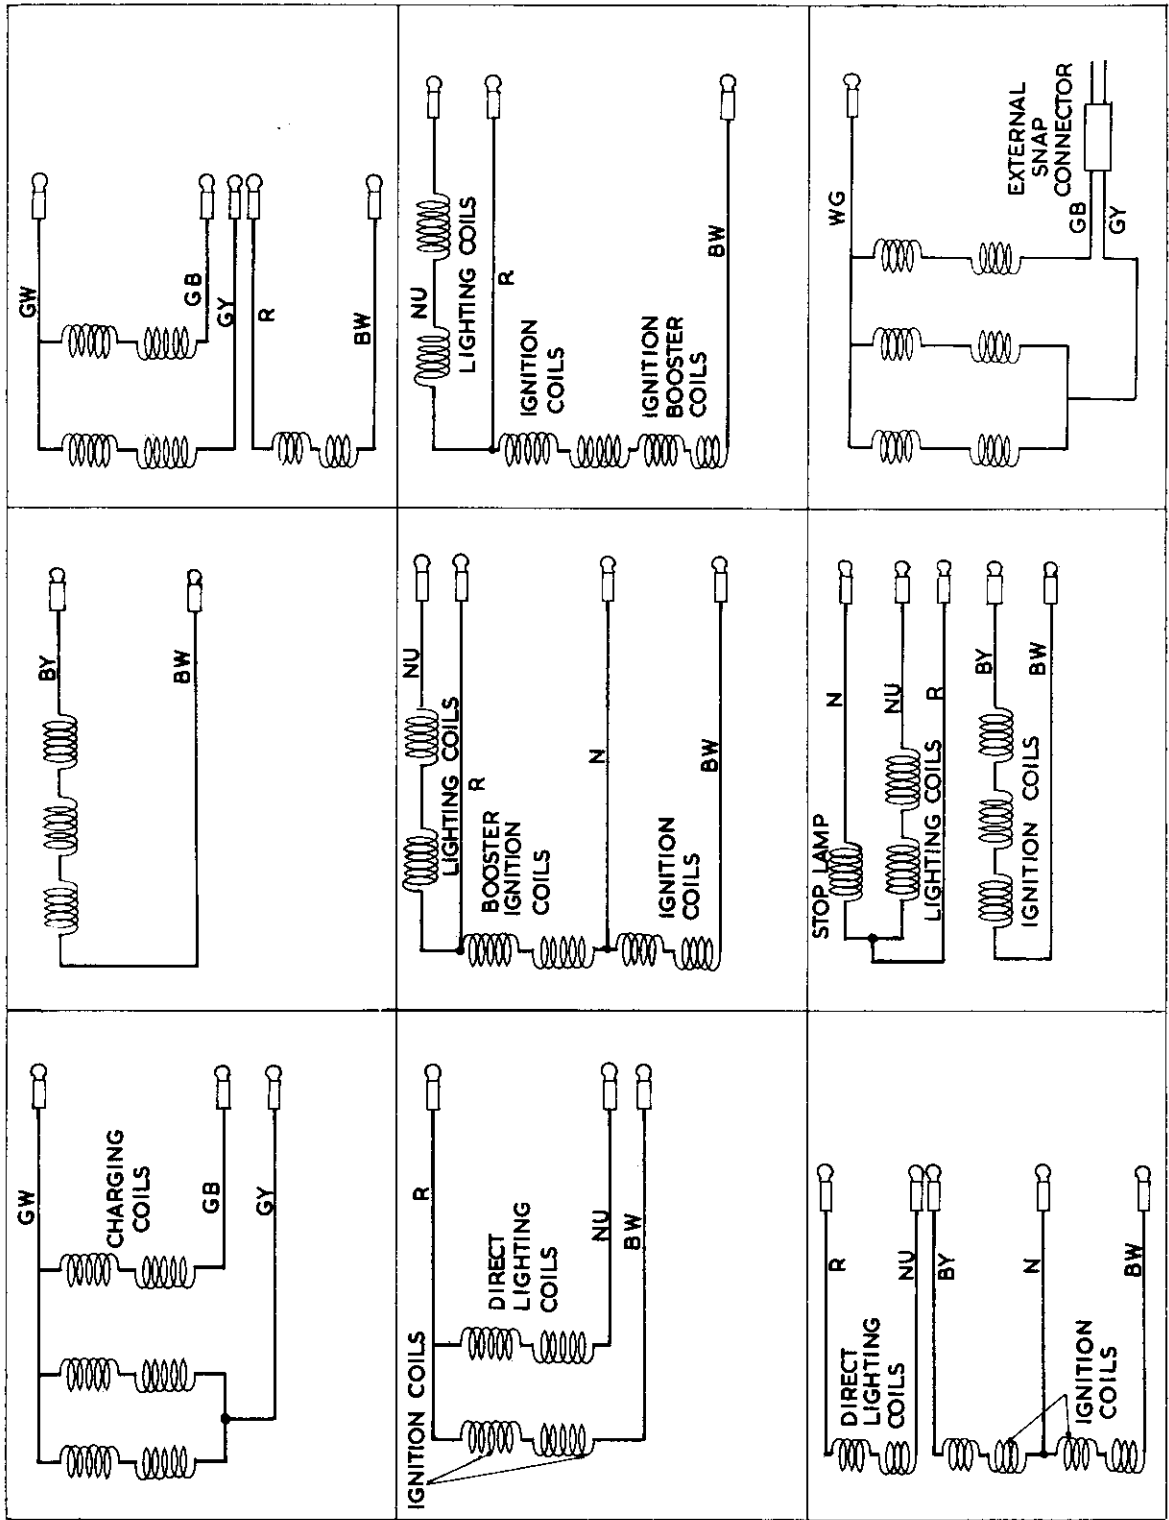 GW
CHARGING
COILS
GB
GY
BY
BW
GW
GB
GY
R
BW
IGNITION COILS
R
DIRECT
LIGHTING
COILS
NU
BW
NU
LIGHTING COILS
R
BOOSTER
IGNITION
COILS
N
IGNITION
COILS
BW
NU
LIGHTING COILS
R
IGNITION
COILS
IGNITION
BOOSTER
COILS
BW
R
DIRECT
LIGHTING
COILS
NU
BY
N
IGNITION
COILS
BW
STOP LAMP
N
NU
LIGHTING COILS
R
BY
IGNITION COILS
BW
WG
EXTERNAL
SNAP
CONNECTOR
GB
GY